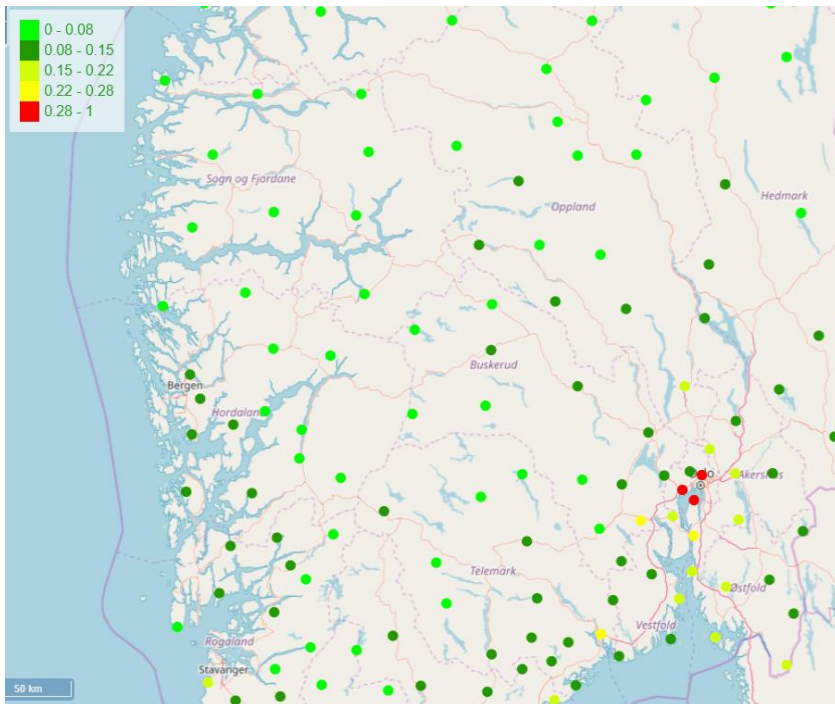 0 - 0.08
0.08 - 0.15
0.15 - 0.22
0.22 - 0.28
0.28 - 1
Sogn og Fjordane
Hedmark
Oppland
Buskerud
Bergen
Hordaland
Akershus
Telemark
Østfold
Vestfold
Rogaland
Stavanger
50 km